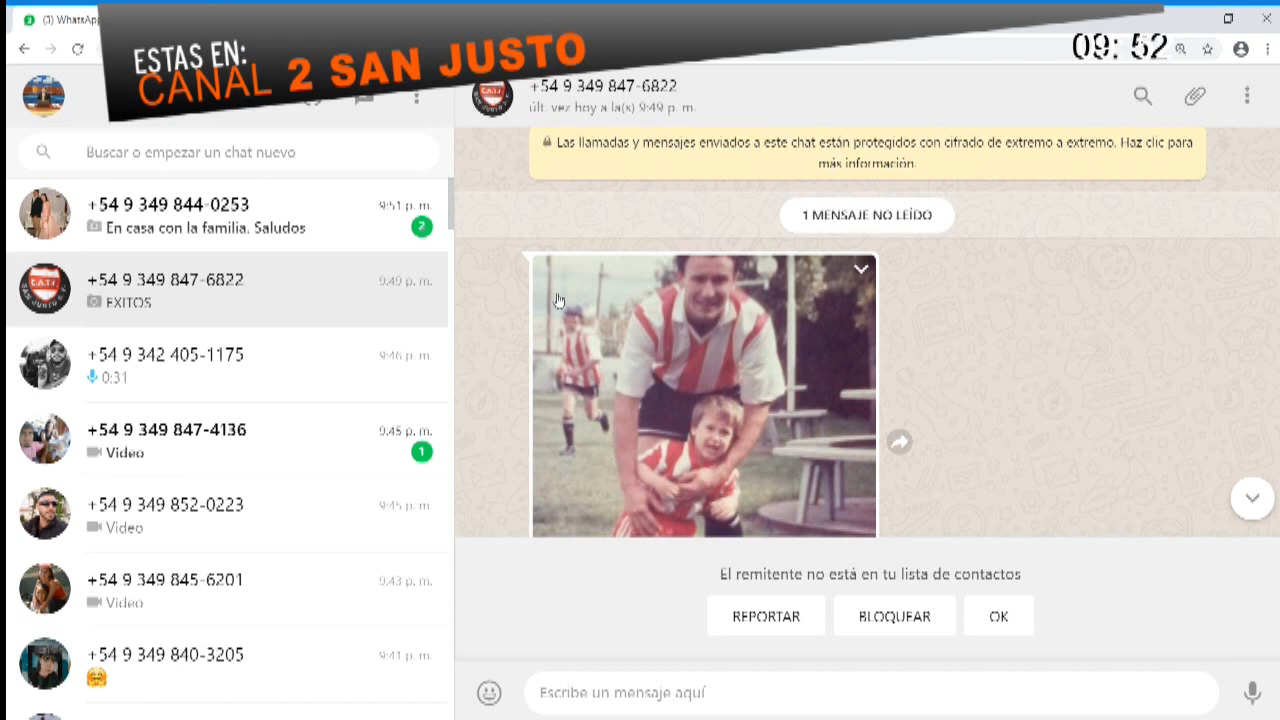 (3) WhatsApp
ESTAS EN:
CANAL 2 SAN JUSTO
09:52
+54 9 349 847-6822
últ. vez hoy a la(s) 9:49 p. m.
Buscar o empezar un chat nuevo
Las llamadas y mensajes enviados a este chat están protegidos con cifrado de extremo a extremo. Haz clic para
más información.
1 MENSAJE NO LEÍDO
+54 9 349 844-0253
9:51 p. m.
En casa con la familia. Saludos
2
+54 9 349 847-6822
9:49 p. m.
EXITOS
+54 9 342 405-1175
9:46 p. m.
0:31
+54 9 349 847-4136
9:45 p. m.
Video
1
+54 9 349 852-0223
9:45 p. m.
Video
+54 9 349 845-6201
9:43 p. m.
Video
+54 9 349 840-3205
9:41 p. m.
El remitente no está en tu lista de contactos
REPORTAR
BLOQUEAR
OK
Escribe un mensaje aquí